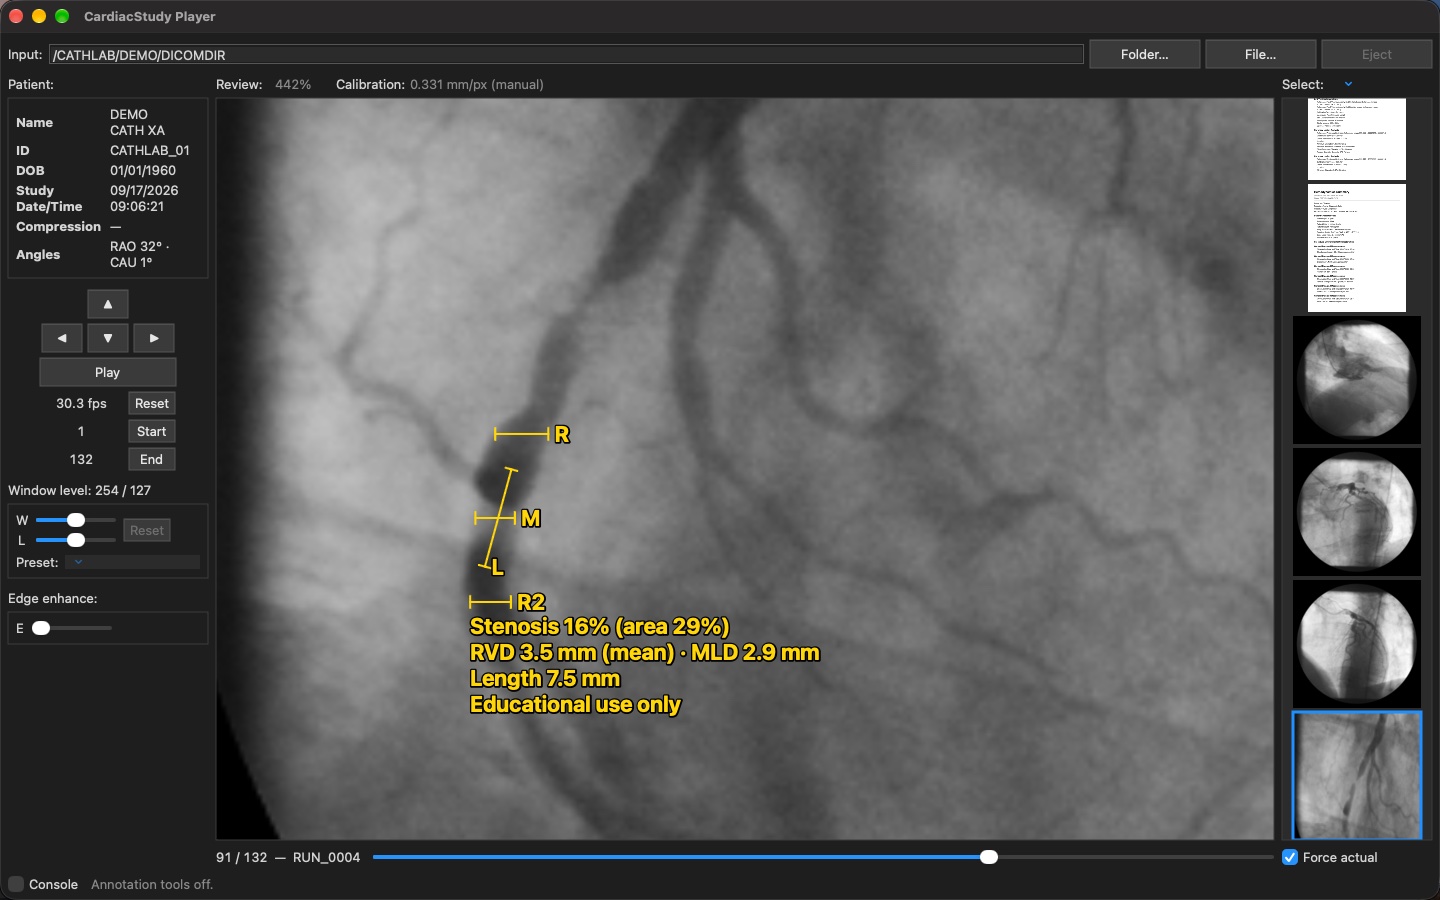 CardiacStudy Player
Input: /CATHLAB/DEMO/DICOMDIR Folder... File... Eject
Patient: Review: 442% Calibration: 0.331 mm/px (manual) Select:
Name DEMO CATH XA
ID CATHLAB_01
DOB 01/01/1960
Study Date/Time 09/17/2026 09:06:21
Compression —
Angles RAO 32° · CAU 1°
Play
30.3 fps Reset
1 Start
132 End
Window level: 254 / 127
W
L
Reset
Preset:
Edge enhance:
E
R
M
L
R2
Stenosis 16% (area 29%)
RVD 3.5 mm (mean) · MLD 2.9 mm
Length 7.5 mm
Educational use only
91 / 132 — RUN_0004
Force actual
Console Annotation tools off.